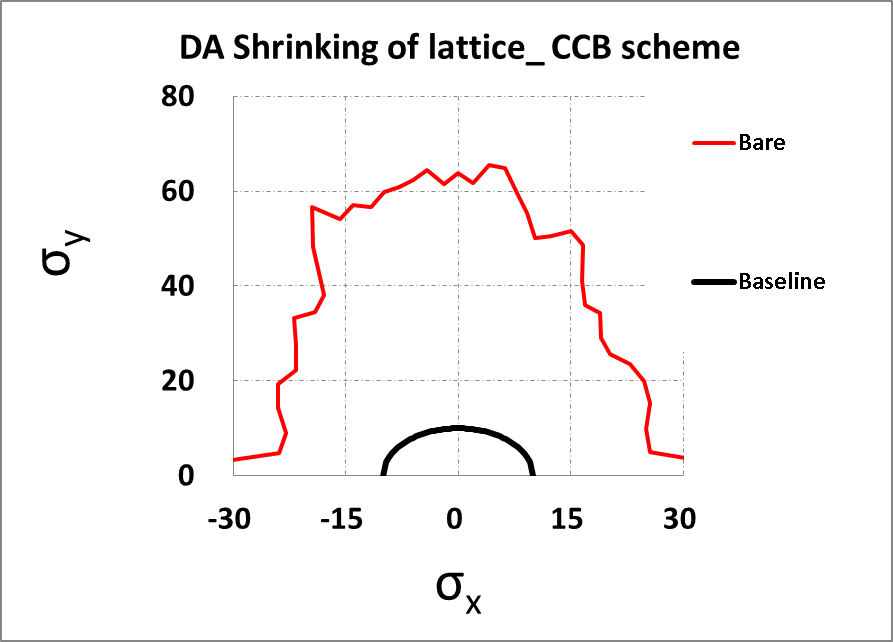 DA Shrinking of lattice_ CCB scheme
80
60
40
20
0
-30 -15 0 15 30
σy
σx
Bare
Baseline